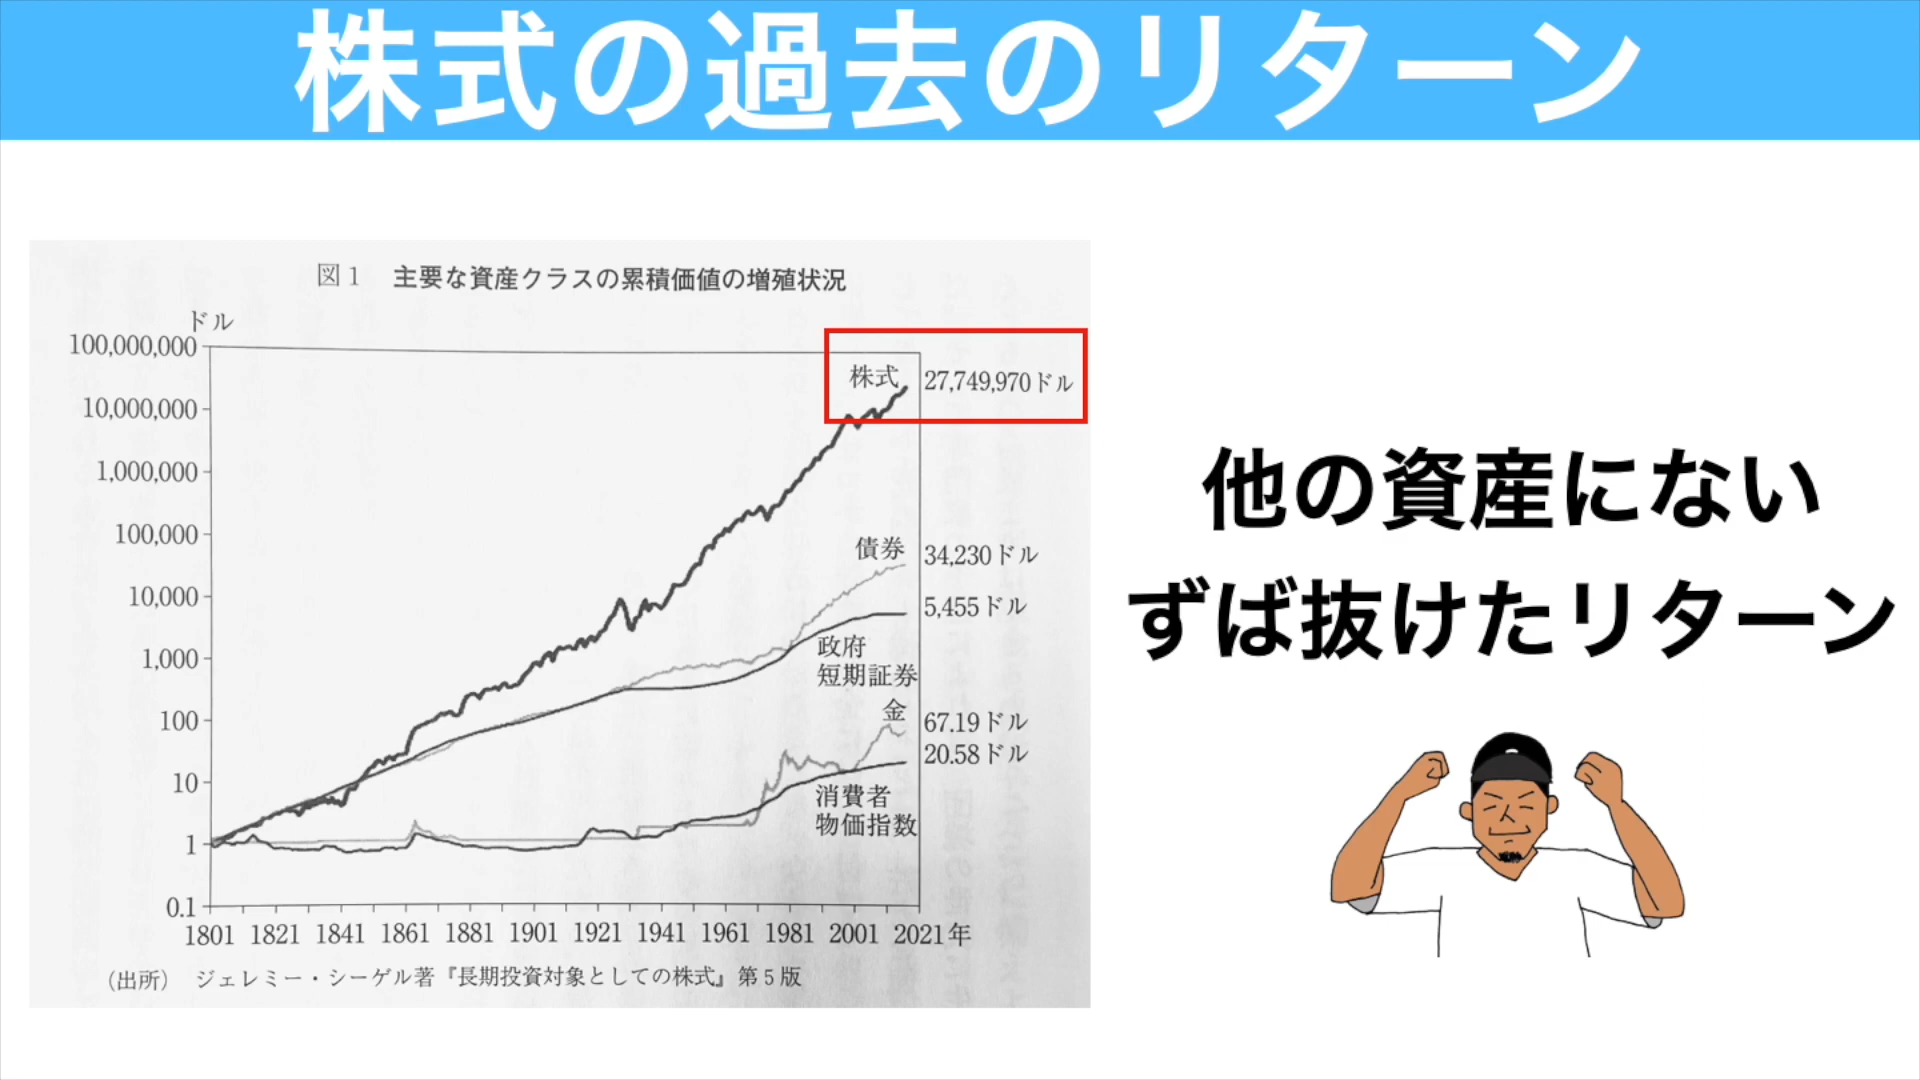 株式の過去のリターン
図1 主要な資産クラスの累積価値の増殖状況
ドル
100,000,000
10,000,000
1,000,000
100,000
10,000
1,000
100
10
1
0.1
株式
27,749,970ドル
債券
34,230ドル
5,455ドル
政府
短期証券
金
67.19ドル
20.58ドル
消費者
物価指数
1801 1821 1841 1861 1881 1901 1921 1941 1961 1981 2001 2021年
(出所) ジェレミー・シーゲル著『長期投資対象としての株式』第5版
他の資産にない
ずば抜けたリターン